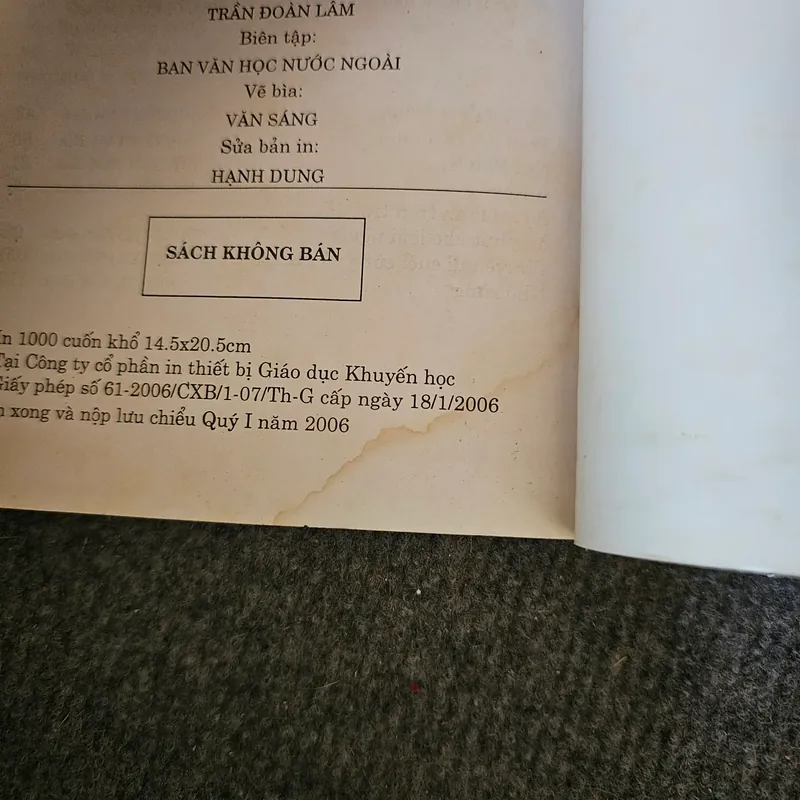 TRẦN ĐOÀN LÂM
Biên tập:
BAN VĂN HỌC NƯỚC NGOÀI
Vẽ bìa:
VĂN SÁNG
Sửa bản in:
HẠNH DUNG
SÁCH KHÔNG BÁN
In 1000 cuốn khổ 14.5x20.5cm
Tại Công ty cổ phần in thiết bị Giáo dục Khuyến học
Giấy phép số 61-2006/CXB/1-07/Th-G cấp ngày 18/1/2006
n xong và nộp lưu chiểu Quý I năm 2006